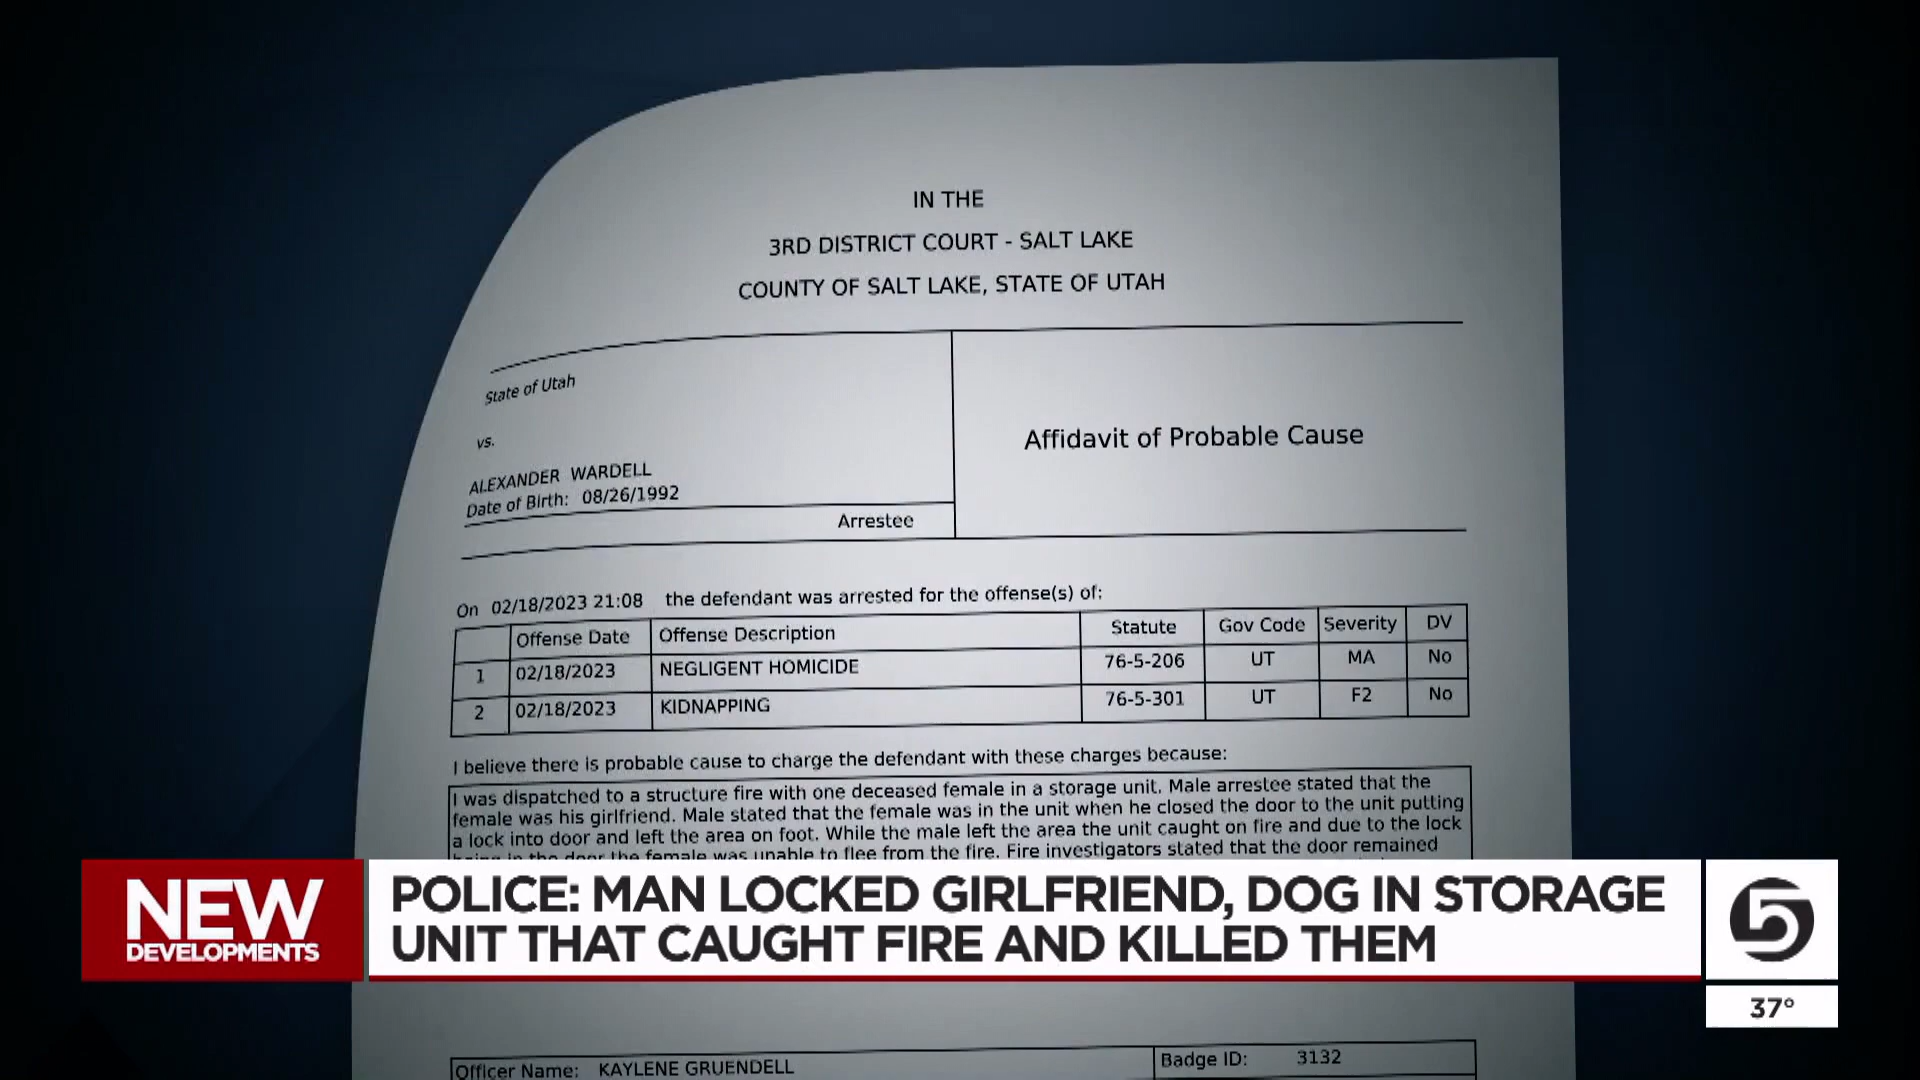 IN THE
3RD DISTRICT COURT - SALT LAKE
COUNTY OF SALT LAKE, STATE OF UTAH
State of Utah
vs.
ALEXANDER WARDELL
Date of Birth: 08/26/1992
Arrestee
Affidavit of Probable Cause
On 02/18/2023 21:08 the defendant was arrested for the offense(s) of:
Offense Date Offense Description Statute Gov Code Severity DV
1 02/18/2023 NEGLIGENT HOMICIDE 76-5-206 UT MA No
2 02/18/2023 KIDNAPPING 76-5-301 UT F2 No
I believe there is probable cause to charge the defendant with these charges because:
I was dispatched to a structure fire with one deceased female in a storage unit. Male arrestee stated that the
female was his girlfriend. Male stated that the female was in the unit when he closed the door to the unit putting
a lock into door and left the area on foot. While the male left the area the unit caught on fire and due to the lock
being in the door the female was unable to flee from the fire. Fire investigators stated that the door remained
NEW
DEVELOPMENTS
POLICE: MAN LOCKED GIRLFRIEND, DOG IN STORAGE
UNIT THAT CAUGHT FIRE AND KILLED THEM
5
37°
Officer Name: KAYLENE GRUENDELL Badge ID: 3132